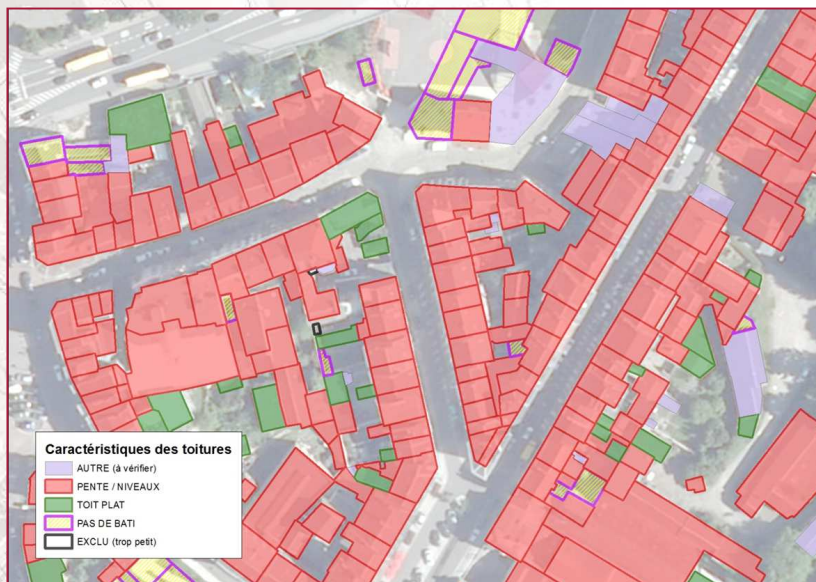 Caractéristiques des toitures
AUTRE (à vérifier)
PENTE / NIVEAUX
TOIT PLAT
PAS DE BATI
EXCLU (trop petit)